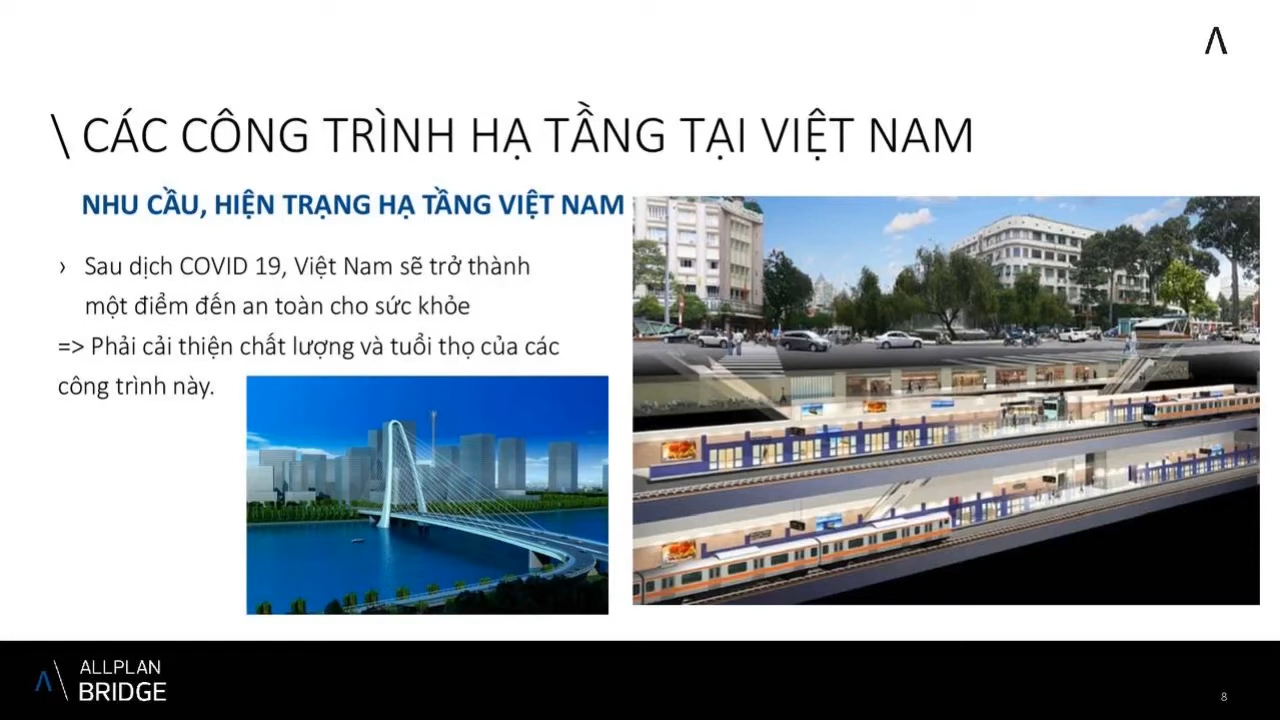 \ CÁC CÔNG TRÌNH HẠ TẦNG TẠI VIỆT NAM
NHU CẦU, HIỆN TRẠNG HẠ TẦNG VIỆT NAM
› Sau dịch COVID 19, Việt Nam sẽ trở thành
một điểm đến an toàn cho sức khỏe
=> Phải cải thiện chất lượng và tuổi thọ của các
công trình này.
ALLPLAN
BRIDGE
8